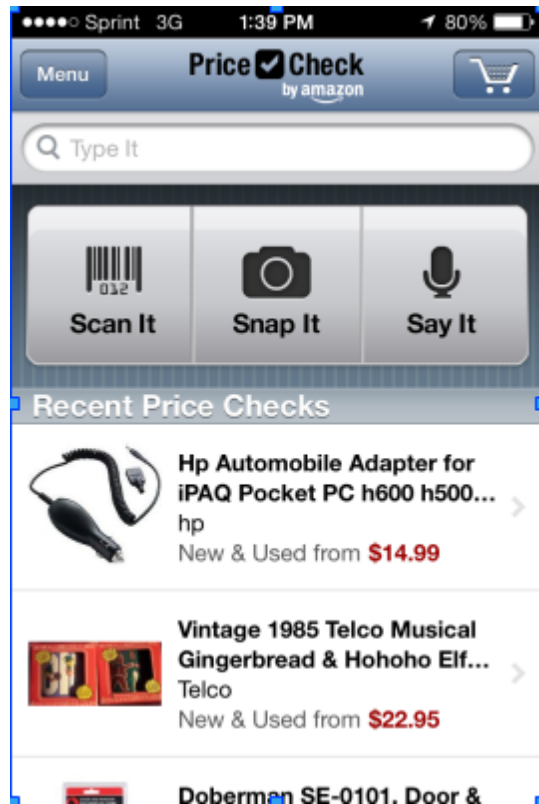 Sprint 3G 1:39 PM 80%
Menu
Price Check
by amazon
Type It
012
Scan It
Snap It
Say It
Recent Price Checks
Hp Automobile Adapter for
iPAQ Pocket PC h600 h500...
hp
New & Used from $14.99
Vintage 1985 Telco Musical
Gingerbread & Hohoho Elf...
Telco
New & Used from $22.95
Doberman SE-0101, Door &